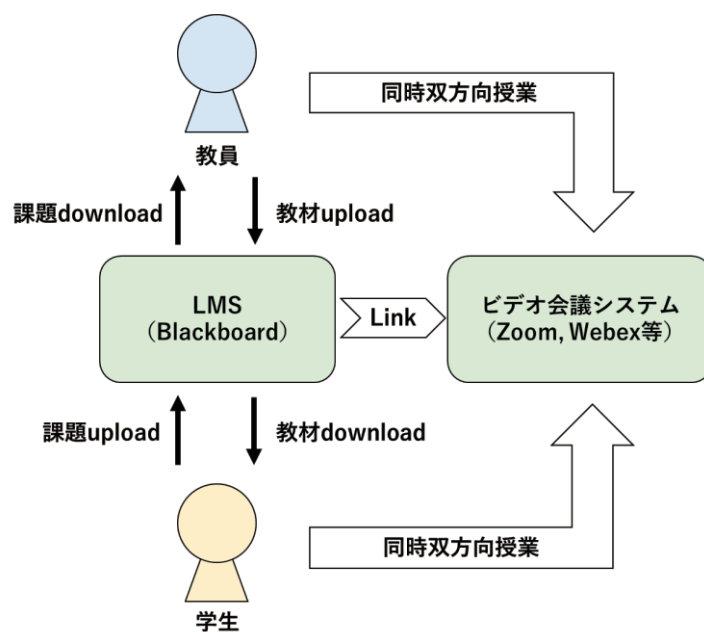 同時双方向授業
教員
課題download
教材upload
LMS
（Blackboard）
Link
ビデオ会議システム
（Zoom, Webex等）
課題upload
教材download
同時双方向授業
学生